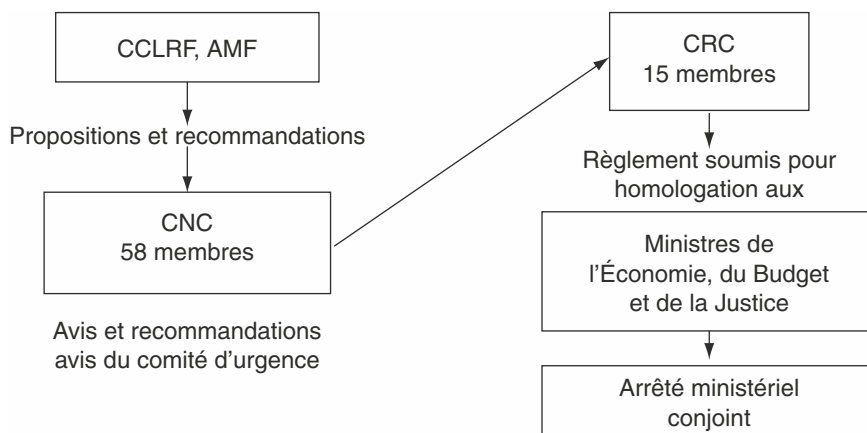 CCLRF, AMF
Propositions et recommandations
CNC
58 membres
Avis et recommandations
avis du comité d'urgence
CRC
15 membres
Règlement soumis pour
homologation aux
Ministres de
l'Économie, du Budget
et de la Justice
Arrêté ministériel
conjoint